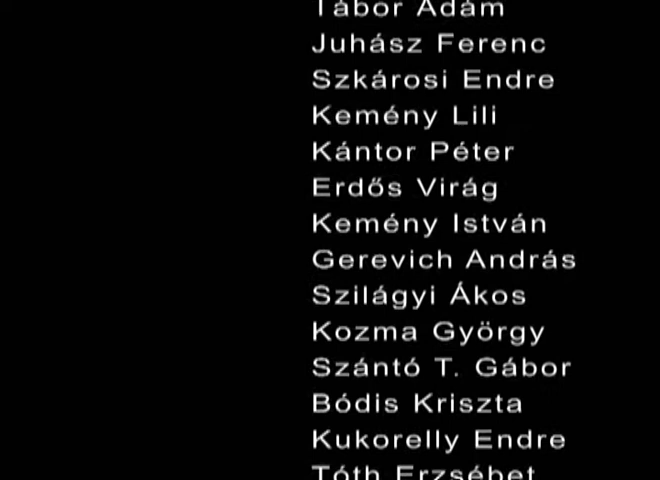 Tábor Ádám
Juhász Ferenc
Szkárosi Endre
Kemény Lili
Kántor Péter
Erdős Virág
Kemény István
Gerevich András
Szilágyi Ákos
Kozma György
Szántó T. Gábor
Bódis Kriszta
Kukorelly Endre
Tóth Erzsébet